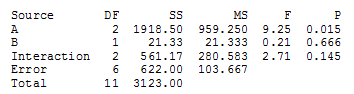 Source DF SS MS F P
A 2 1918.50 959.250 9.25 0.015
B 1 21.33 21.333 0.21 0.666
Interaction 2 561.17 280.583 2.71 0.145
Error 6 622.00 103.667
Total 11 3123.00